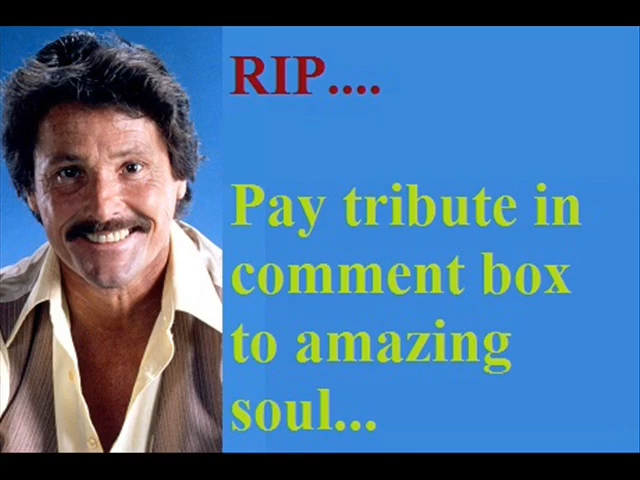 RIP....
Pay tribute in
comment box
to amazing
soul...